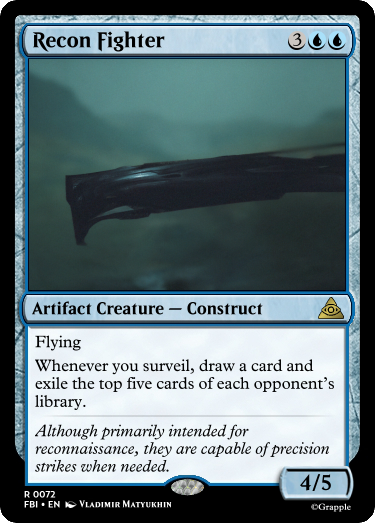 Recon Fighter 3
Artifact Creature — Construct
Flying
Whenever you surveil, draw a card and
exile the top five cards of each opponent's
library.
Although primarily intended for
reconnaissance, they are capable of precision
strikes when needed.
4/5
R 0072
FBI • EN Vladimir Matyukhin
©Grapple